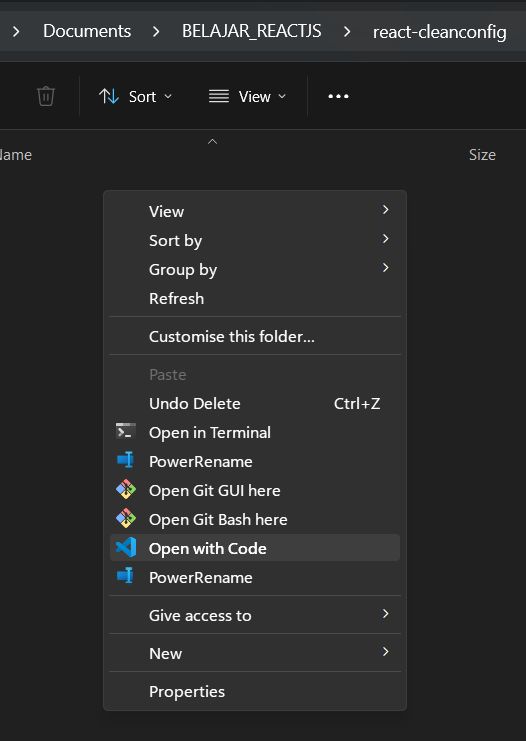 Documents > BELAJAR_REACTJS > react-cleanconfig
Sort View
Name Size
View
Sort by
Group by
Refresh
Customise this folder...
Paste
Undo Delete Ctrl+Z
Open in Terminal
PowerRename
Open Git GUI here
Open Git Bash here
Open with Code
PowerRename
Give access to
New
Properties